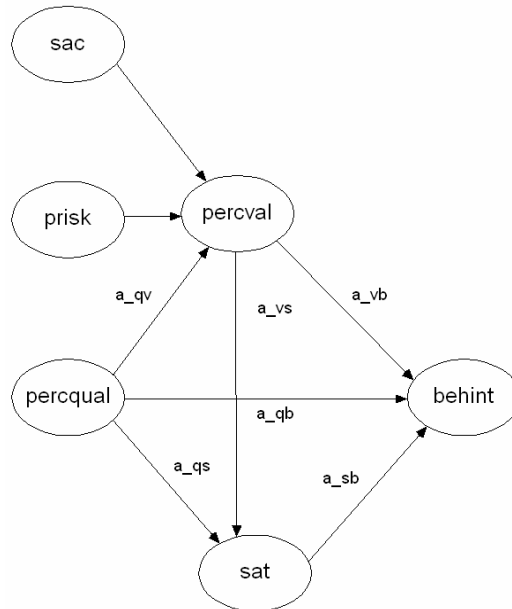 sac
prisk
percval
a_qv
a_vs
a_vb
percqual
behint
a_qb
a_qs
a_sb
sat